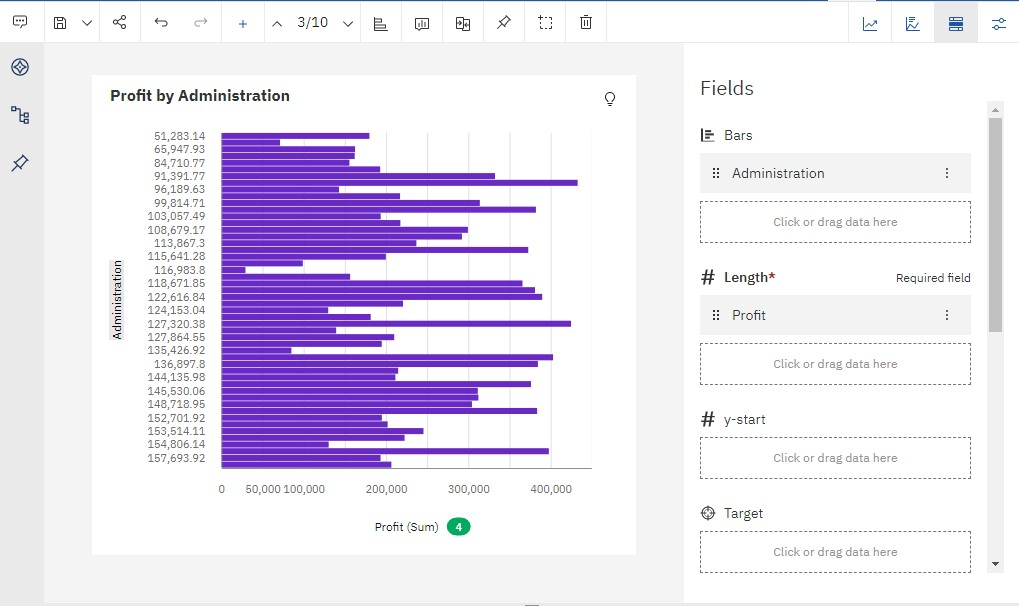 3/10
Profit by Administration
51,283.14
65,947.93
84,710.77
91,391.77
96,189.63
99,814.71
103,057.49
108,679.17
113,867.3
115,641.28
116,983.8
118,671.85
122,616.84
124,153.04
127,320.38
127,864.55
135,426.92
136,897.8
144,135.98
145,530.06
148,718.95
152,701.92
153,514.11
154,806.14
157,693.92
Administration
0 50,000 100,000 200,000 300,000 400,000
Profit (Sum) 4
Fields
Bars
Administration
Click or drag data here
# Length* Required field
Profit
Click or drag data here
# y-start
Click or drag data here
Target
Click or drag data here